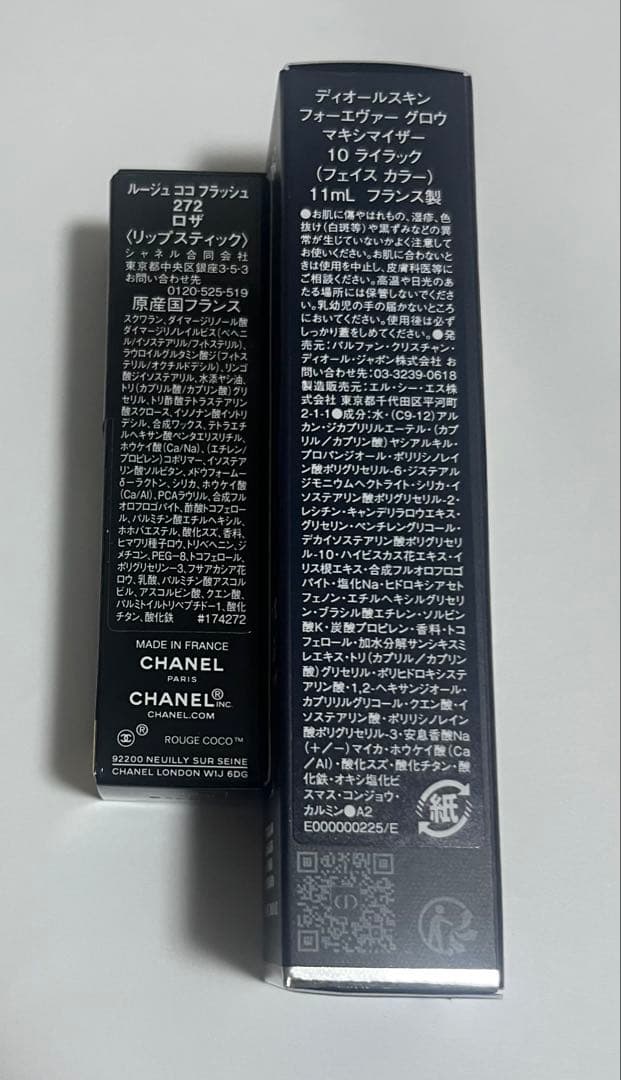 ルージュ ココ フラッシュ
272
ロザ
〈リップスティック〉
シャネル合同会社
東京都中央区銀座3-5-3
お問い合わせ先
0120-525-519
原産国フランス
スクワラン、ダイマージリノール酸
ダイマージリノレイルビス(ベヘニ
ル/イソステアリル/フィトステリル)、
ラウロイルグルタミン酸ジ(フィトス
テリル/オクチルドデシル)、リンゴ
酸ジイソステアリル、水添ヤシ油、
トリ(カプリル酸/カプリン酸)グリ
セリル、トリ酢酸テトラステアリン
酸スクロース、イソノナン酸イソトリ
デシル、合成ワックス、テトラエチ
ルヘキサン酸ペンタエリスリチル、
ホウケイ酸(Ca/Na)、(エチレン/
プロピレン)コポリマー、イソステア
リン酸ソルビタン、メドウフォーム-
δ-ラクトン、シリカ、ホウケイ酸
(Ca/Al)、PCAラウリル、合成フル
オロフロゴパイト、酢酸トコフェロー
ル、パルミチン酸エチルヘキシル、
ホホバエステル、酸化スズ、香料、
ヒマワリ種子ロウ、トリベヘニン、ジ
メチコン、PEG-8、トコフェロール、
ポリグリセリン-3、フサアカシア花
ロウ、乳酸、パルミチン酸アスコル
ビル、アスコルビン酸、クエン酸、
パルミトイルトリペプチド-1、酸化
チタン、酸化鉄 #174272
MADE IN FRANCE
CHANEL
PARIS
CHANEL® INC.
CHANEL.COM
® ROUGE COCO™
92200 NEUILLY SUR SEINE
CHANEL LONDON W1J 6DG
ディオールスキン
フォーエヴァー グロウ
マキシマイザー
10 ライラック
(フェイス カラー)
11mL フランス製
●お肌に傷やはれもの、湿疹、色
抜け(白斑等)や黒ずみなどの異
常が生じていないかよく注意して
お使いください。お肌に合わないと
きは使用を中止し、皮膚科医等に
ご相談ください。高温や日光のあ
たる場所には保管しないでくださ
い。乳幼児の手の届かないところ
においてください。使用後は必ず
しっかり蓋をしめてください。●発
売元:パルファン・クリスチャン・
ディオール・ジャポン株式会社 お
問い合わせ先:03-3239-0618
製造販売元:エル・シー・エス株
式会社 東京都千代田区平河町
2-1-1●成分:水・(C9-12)アル
カン・ジカプリリルエーテル・(カ
プリル/カプリン酸)ヤシアルキル・
プロパンジオール・ポリリシノレイ
ン酸ポリグリセリル-6・ジステアル
ジモニウムヘクトライト・シリカ・イ
ソステアリン酸ポリグリセリル-2・
レシチン・キャンデリラロウエキス・
グリセリン・ペンチレングリコール・
デカイソステアリン酸ポリグリセリ
ル-10・ハイビスカス花エキス・イ
リス根エキス・合成フルオロフロゴ
パイト・塩化Na・ヒドロキシアセト
フェノン・エチルヘキシルグリセリ
ン・ブラシル酸エチレン・ソルビン
酸K・炭酸プロピレン・香料・トコ
フェロール・加水分解サンシキスミ
レエキス・トリ(カプリル/カプリン
酸)グリセリル・ポリヒドロキシステ
アリン酸・1,2-ヘキサンジオール・
カプリリルグリコール・クエン酸・イ
ソステアリン酸・ポリリシノレイン
酸ポリグリセリル-3・安息香酸Na
(+/-)マイカ・ホウケイ酸(Ca
/Al)・酸化スズ・酸化チタン・酸
化鉄・オキシ塩化ビ
スマス・コンジョウ・
カルミン●A2
E000000225/E
紙